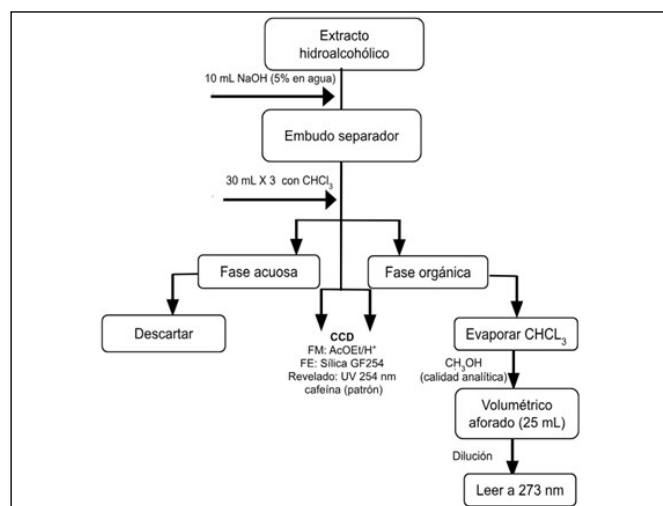 Extracto
hidroalcohólico
10 mL NaOH (5% en agua)
Embudo separador
30 mL X 3 con CHCl₃
Fase acuosa
Fase orgánica
Descartar
CCD
FM: AcOEt/H⁺
FE: Sílica GF254
Revelado: UV 254 nm
cafeína (patrón)
Evaporar CHCL₃
CH₃OH
(calidad analítica)
Volumétrico
aforado (25 mL)
Dilución
Leer a 273 nm